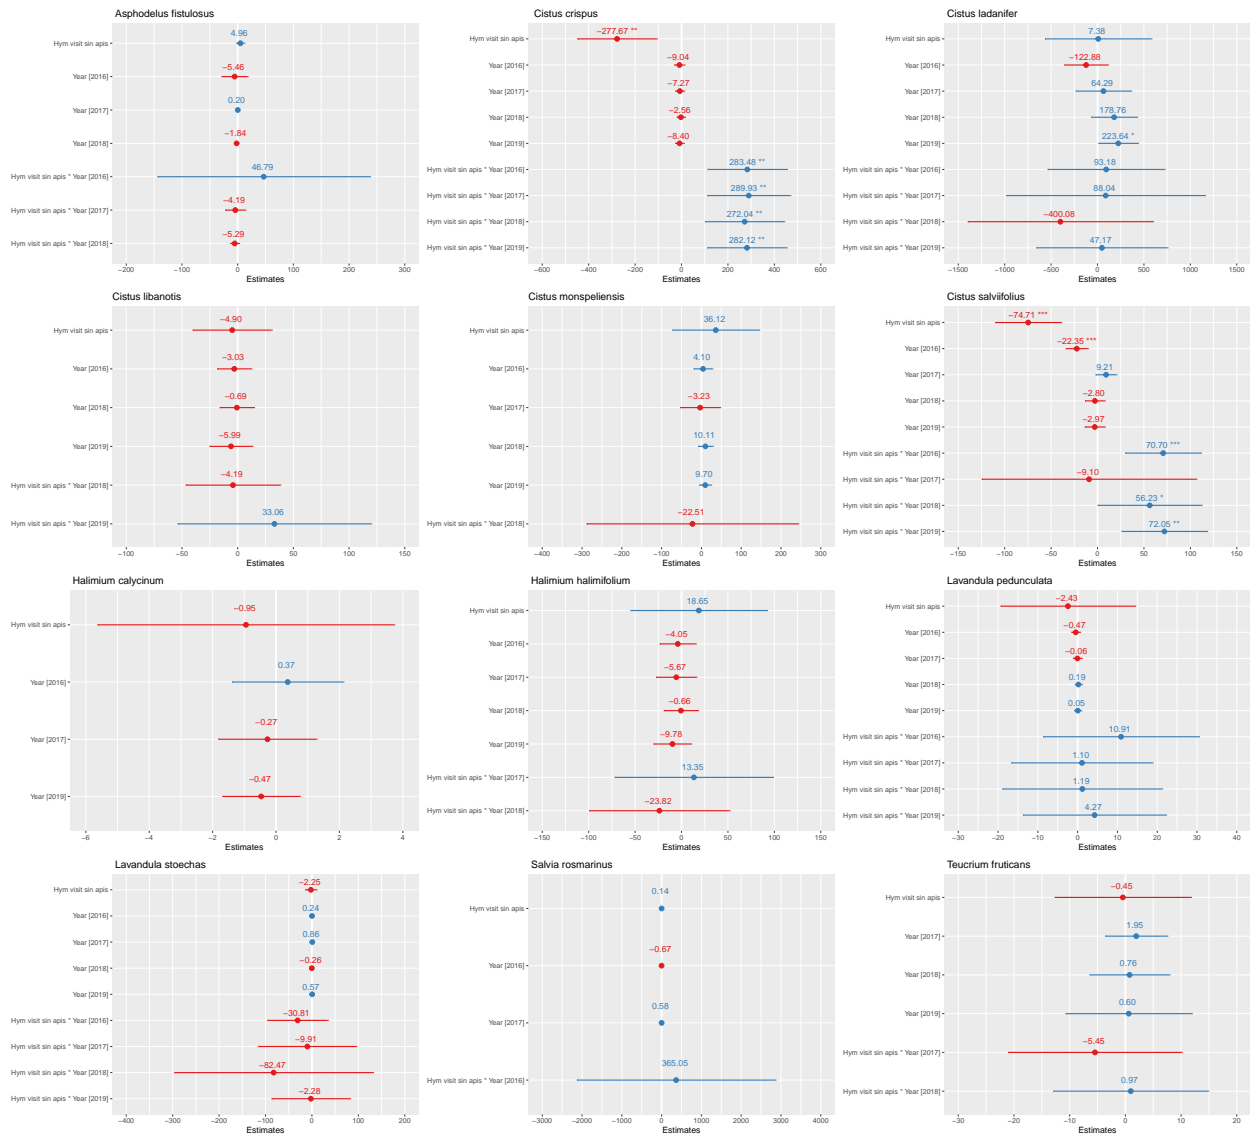 Asphodelus fistulosus
Hym visit sin apis
4.96
Year [2016]
−5.46
Year [2017]
0.20
Year [2018]
−1.84
Hym visit sin apis * Year [2016]
46.79
Hym visit sin apis * Year [2017]
−4.19
Hym visit sin apis * Year [2018]
−5.29
−200 −100 0 100 200 300
Estimates
Cistus crispus
Hym visit sin apis
−277.67 **
Year [2016]
−9.04
Year [2017]
−7.27
Year [2018]
−2.56
Year [2019]
−8.40
Hym visit sin apis * Year [2016]
283.48 **
Hym visit sin apis * Year [2017]
289.93 **
Hym visit sin apis * Year [2018]
272.04 **
Hym visit sin apis * Year [2019]
282.12 **
−600 −400 −200 0 200 400 600
Estimates
Cistus ladanifer
Hym visit sin apis
7.38
Year [2016]
−122.88
Year [2017]
64.29
Year [2018]
178.76
Year [2019]
223.64 *
Hym visit sin apis * Year [2016]
93.18
Hym visit sin apis * Year [2017]
88.04
Hym visit sin apis * Year [2018]
−400.08
Hym visit sin apis * Year [2019]
47.17
−1500 −1000 −500 0 500 1000 1500
Estimates
Cistus libanotis
Hym visit sin apis
−4.90
Year [2016]
−3.03
Year [2018]
−0.69
Year [2019]
−5.99
Hym visit sin apis * Year [2018]
−4.19
Hym visit sin apis * Year [2019]
33.06
−100 −50 0 50 100 150
Estimates
Cistus monspeliensis
Hym visit sin apis
36.12
Year [2016]
4.10
Year [2017]
−3.23
Year [2018]
10.11
Year [2019]
9.70
Hym visit sin apis * Year [2018]
−22.51
−400 −300 −200 −100 0 100 200 300
Estimates
Cistus salviifolius
Hym visit sin apis
−74.71 ***
Year [2016]
−22.35 ***
Year [2017]
9.21
Year [2018]
−2.80
Year [2019]
−2.97
Hym visit sin apis * Year [2016]
70.70 ***
Hym visit sin apis * Year [2017]
−9.10
Hym visit sin apis * Year [2018]
56.23 *
Hym visit sin apis * Year [2019]
72.05 **
−150 −100 −50 0 50 100 150
Estimates
Halimium calycinum
Hym visit sin apis
−0.95
Year [2016]
0.37
Year [2017]
−0.27
Year [2019]
−0.47
−6 −4 −2 0 2 4
Estimates
Halimium halimifolium
Hym visit sin apis
18.65
Year [2016]
−4.05
Year [2017]
−5.67
Year [2018]
−0.66
Year [2019]
−9.78
Hym visit sin apis * Year [2017]
13.35
Hym visit sin apis * Year [2018]
−23.82
−150 −100 −50 0 50 100 150
Estimates
Lavandula pedunculata
Hym visit sin apis
−2.43
Year [2016]
−0.47
Year [2017]
−0.06
Year [2018]
0.19
Year [2019]
0.05
Hym visit sin apis * Year [2016]
10.91
Hym visit sin apis * Year [2017]
1.10
Hym visit sin apis * Year [2018]
1.19
Hym visit sin apis * Year [2019]
4.27
−30 −20 −10 0 10 20 30 40
Estimates
Lavandula stoechas
Hym visit sin apis
−2.25
Year [2016]
0.24
Year [2017]
0.86
Year [2018]
−0.26
Year [2019]
0.57
Hym visit sin apis * Year [2016]
−30.81
Hym visit sin apis * Year [2017]
−9.91
Hym visit sin apis * Year [2018]
−82.47
Hym visit sin apis * Year [2019]
−2.28
−400 −300 −200 −100 0 100 200
Estimates
Salvia rosmarinus
Hym visit sin apis
0.14
Year [2016]
−0.67
Year [2017]
0.58
Hym visit sin apis * Year [2016]
365.05
−3000 −2000 −1000 0 1000 2000 3000 4000
Estimates
Teucrium fruticans
Hym visit sin apis
−0.45
Year [2017]
1.95
Year [2018]
0.76
Year [2019]
0.60
Hym visit sin apis * Year [2017]
−5.45
Hym visit sin apis * Year [2018]
0.97
−30 −20 −10 0 10 20
Estimates